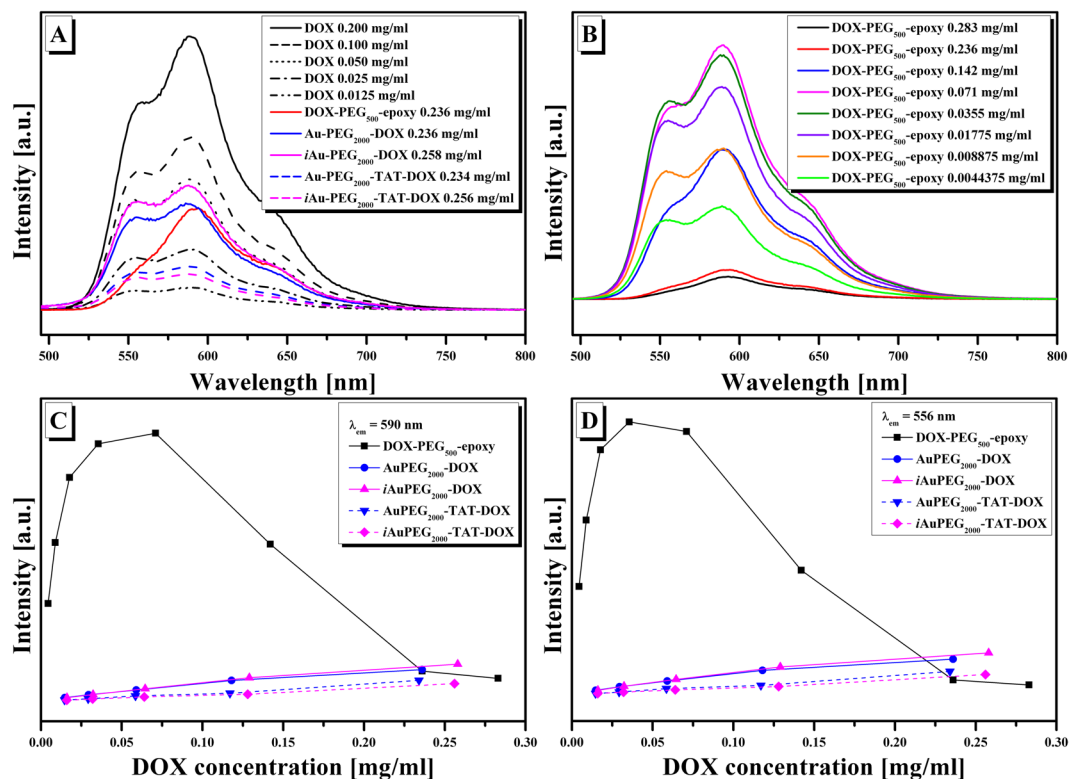 A
DOX 0.200 mg/ml
DOX 0.100 mg/ml
DOX 0.050 mg/ml
DOX 0.025 mg/ml
DOX 0.0125 mg/ml
DOX-PEG500-epoxy 0.236 mg/ml
Au-PEG2000-DOX 0.236 mg/ml
iAu-PEG2000-DOX 0.258 mg/ml
Au-PEG2000-TAT-DOX 0.234 mg/ml
iAu-PEG2000-TAT-DOX 0.256 mg/ml
Intensity [a.u.]
500 550 600 650 700 750 800
Wavelength [nm]
B
DOX-PEG500-epoxy 0.283 mg/ml
DOX-PEG500-epoxy 0.236 mg/ml
DOX-PEG500-epoxy 0.142 mg/ml
DOX-PEG500-epoxy 0.071 mg/ml
DOX-PEG500-epoxy 0.0355 mg/ml
DOX-PEG500-epoxy 0.01775 mg/ml
DOX-PEG500-epoxy 0.008875 mg/ml
DOX-PEG500-epoxy 0.0044375 mg/ml
Intensity [a.u.]
500 550 600 650 700 750 800
Wavelength [nm]
C
λem = 590 nm
DOX-PEG500-epoxy
AuPEG2000-DOX
iAuPEG2000-DOX
AuPEG2000-TAT-DOX
iAuPEG2000-TAT-DOX
Intensity [a.u.]
0.00 0.05 0.10 0.15 0.20 0.25 0.30
DOX concentration [mg/ml]
D
λem = 556 nm
DOX-PEG500-epoxy
AuPEG2000-DOX
iAuPEG2000-DOX
AuPEG2000-TAT-DOX
iAuPEG2000-TAT-DOX
Intensity [a.u.]
0.00 0.05 0.10 0.15 0.20 0.25 0.30
DOX concentration [mg/ml]